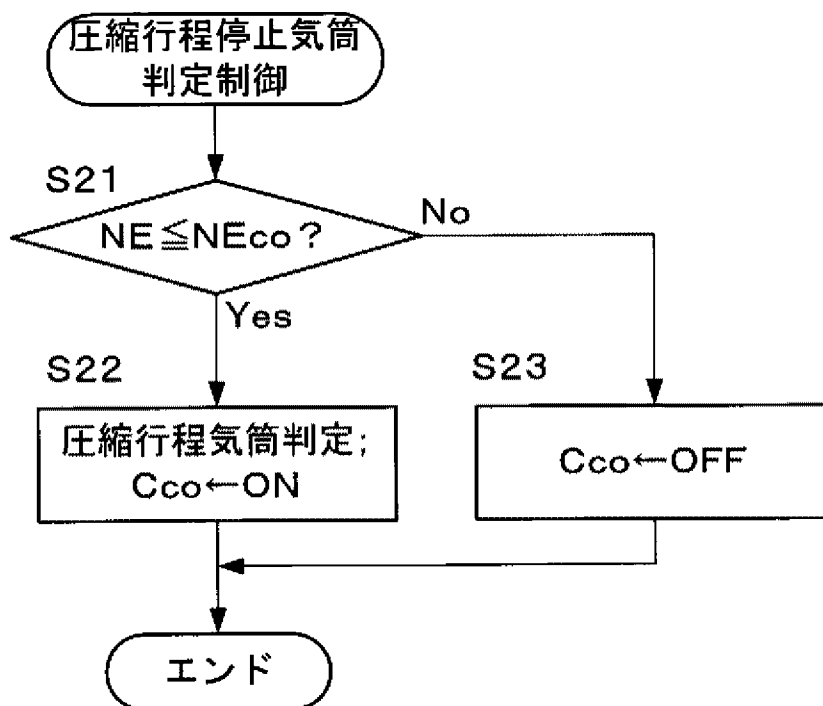 圧縮行程停止気筒
判定制御
S21
NE≦NEco?
No
Yes
S22
圧縮行程気筒判定;
Cco←ON
S23
Cco←OFF
エンド